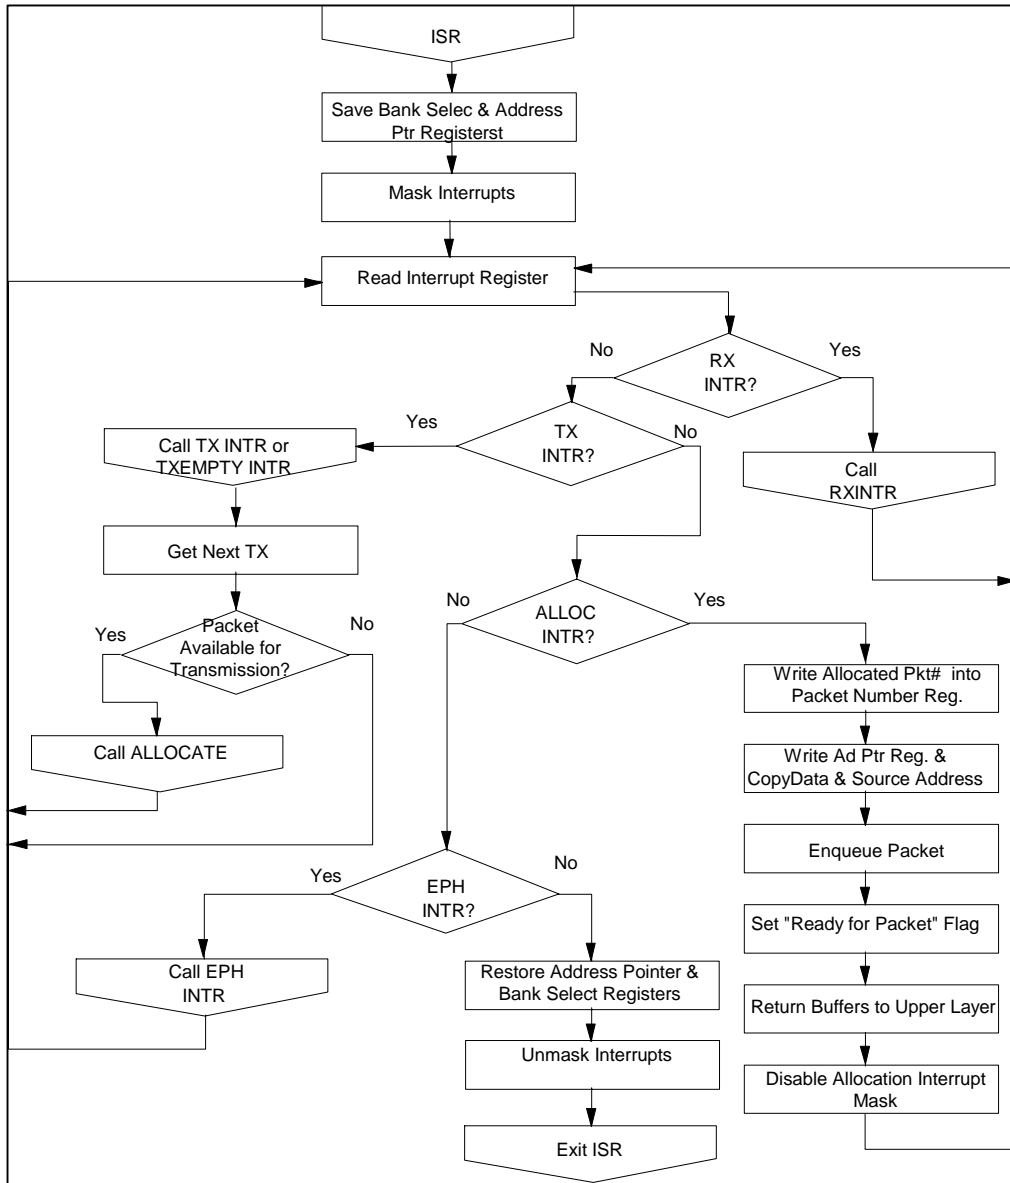 ISR
Save Bank Selec & Address
Ptr Registerst
Mask Interrupts
Read Interrupt Register
No
RX
INTR?
Yes
Yes
TX
INTR?
No
Call TX INTR or
TXEMPTY INTR
Call
RXINTR
Get Next TX
No
ALLOC
INTR?
Yes
Yes
Packet
Available for
Transmission?
No
Write Allocated Pkt# into
Packet Number Reg.
Call ALLOCATE
Write Ad Ptr Reg. &
CopyData & Source Address
Enqueue Packet
Yes
EPH
INTR?
No
Set "Ready for Packet" Flag
Call EPH
INTR
Restore Address Pointer &
Bank Select Registers
Return Buffers to Upper Layer
Unmask Interrupts
Disable Allocation Interrupt
Mask
Exit ISR